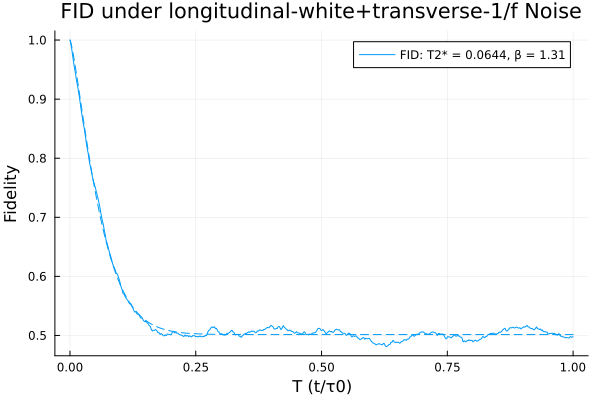 FID under longitudinal-white+transverse-1/f Noise
FID: T2* = 0.0644, β = 1.31
Fidelity
1.0
0.9
0.8
0.7
0.6
0.5
0.00
0.25
0.50
0.75
1.00
T (t/τ0)